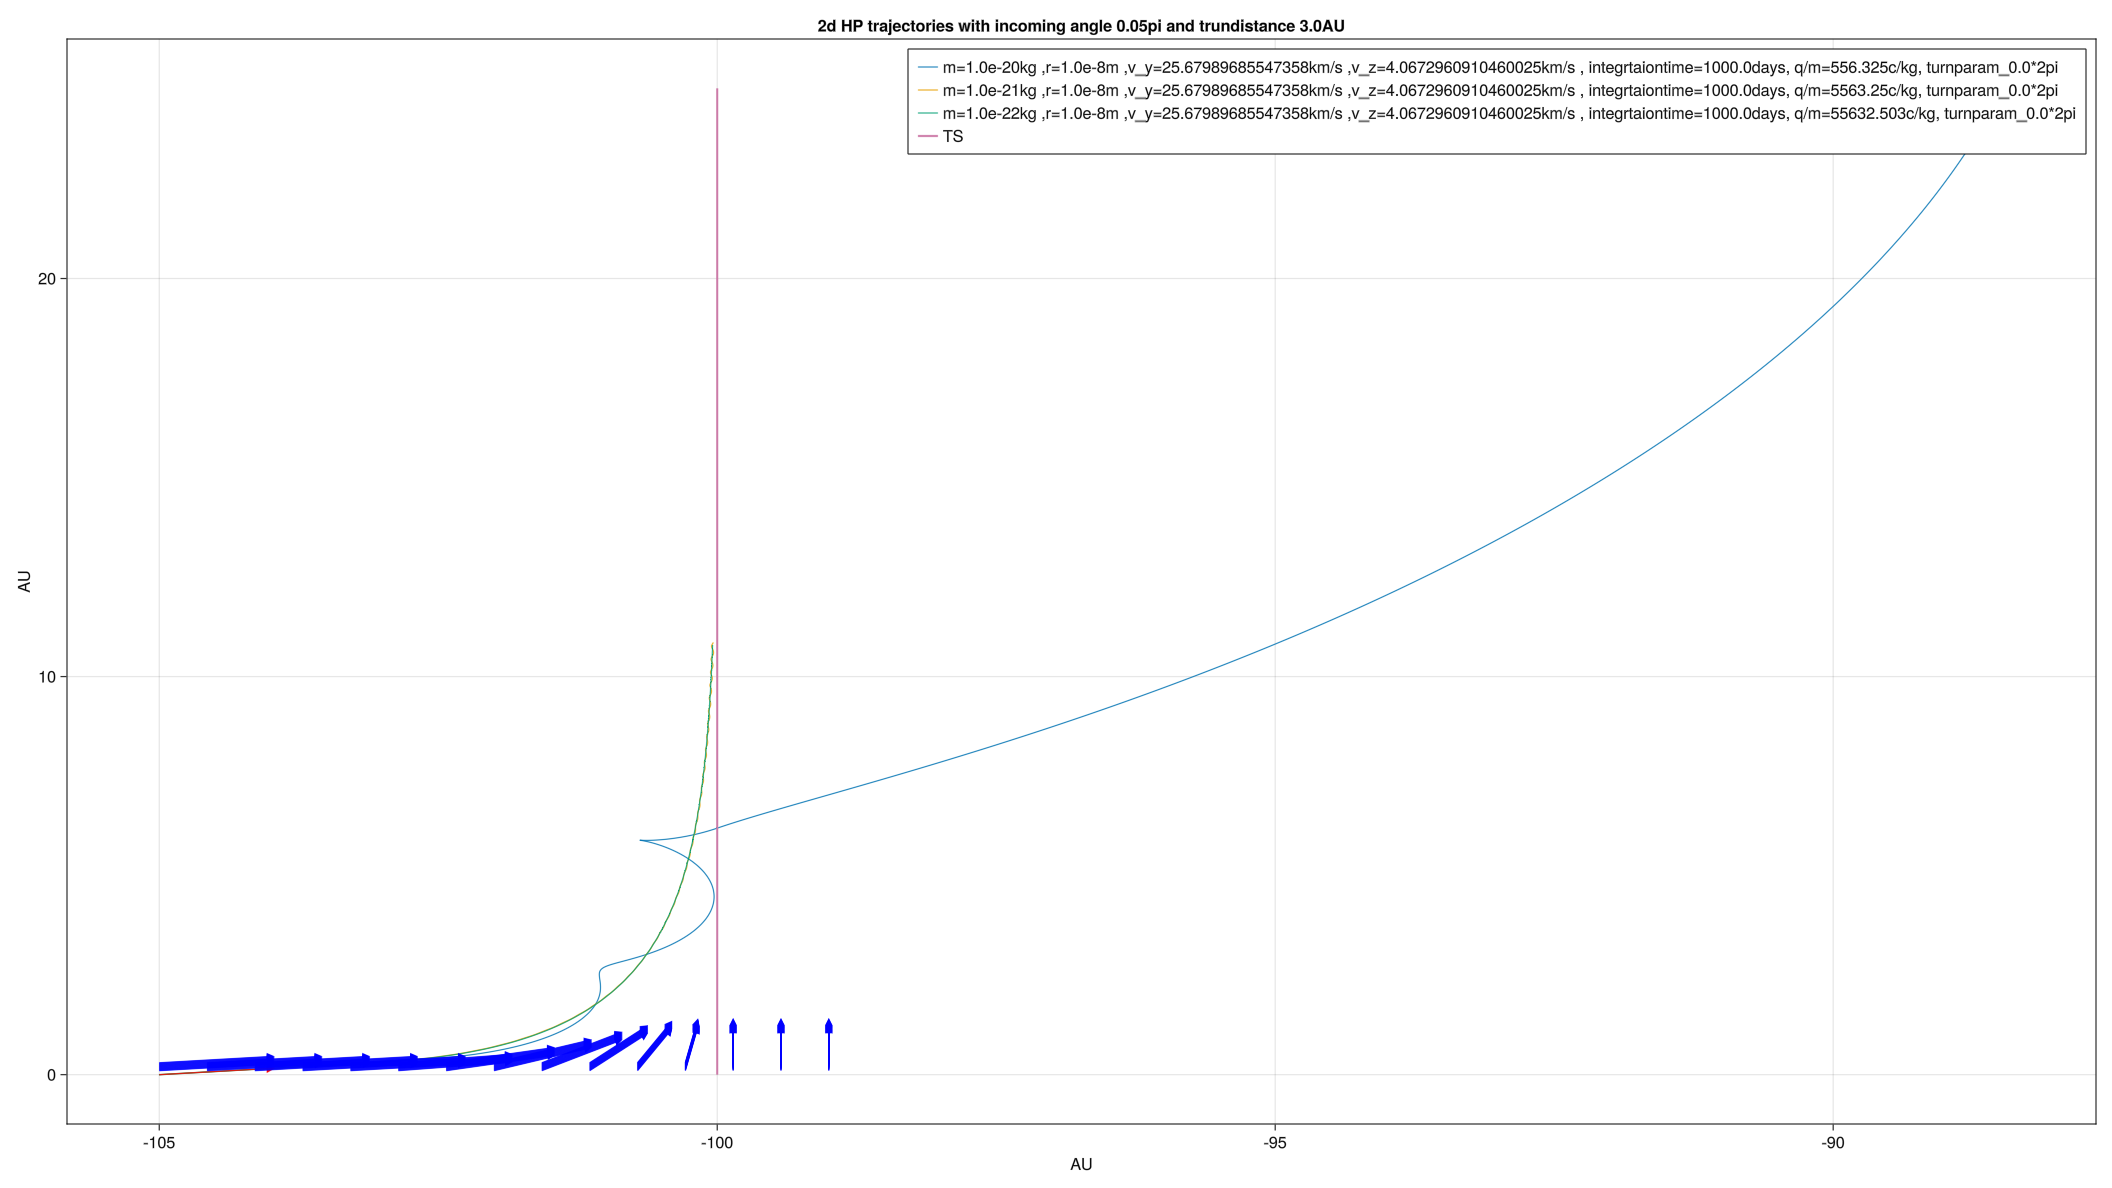 2d HP trajectories with incoming angle 0.05pi and trundistance 3.0AU
m=1.0e-20kg ,r=1.0e-8m ,v_y=25.67989685547358km/s ,v_z=4.0672960910460025km/s , integrtaiontime=1000.0days, q/m=556.325c/kg, turnparam_0.0*2pi
m=1.0e-21kg ,r=1.0e-8m ,v_y=25.67989685547358km/s ,v_z=4.0672960910460025km/s , integrtaiontime=1000.0days, q/m=5563.25c/kg, turnparam_0.0*2pi
m=1.0e-22kg ,r=1.0e-8m ,v_y=25.67989685547358km/s ,v_z=4.0672960910460025km/s , integrtaiontime=1000.0days, q/m=55632.503c/kg, turnparam_0.0*2pi
TS
20
10
0
AU
-105
-100
-95
-90
AU